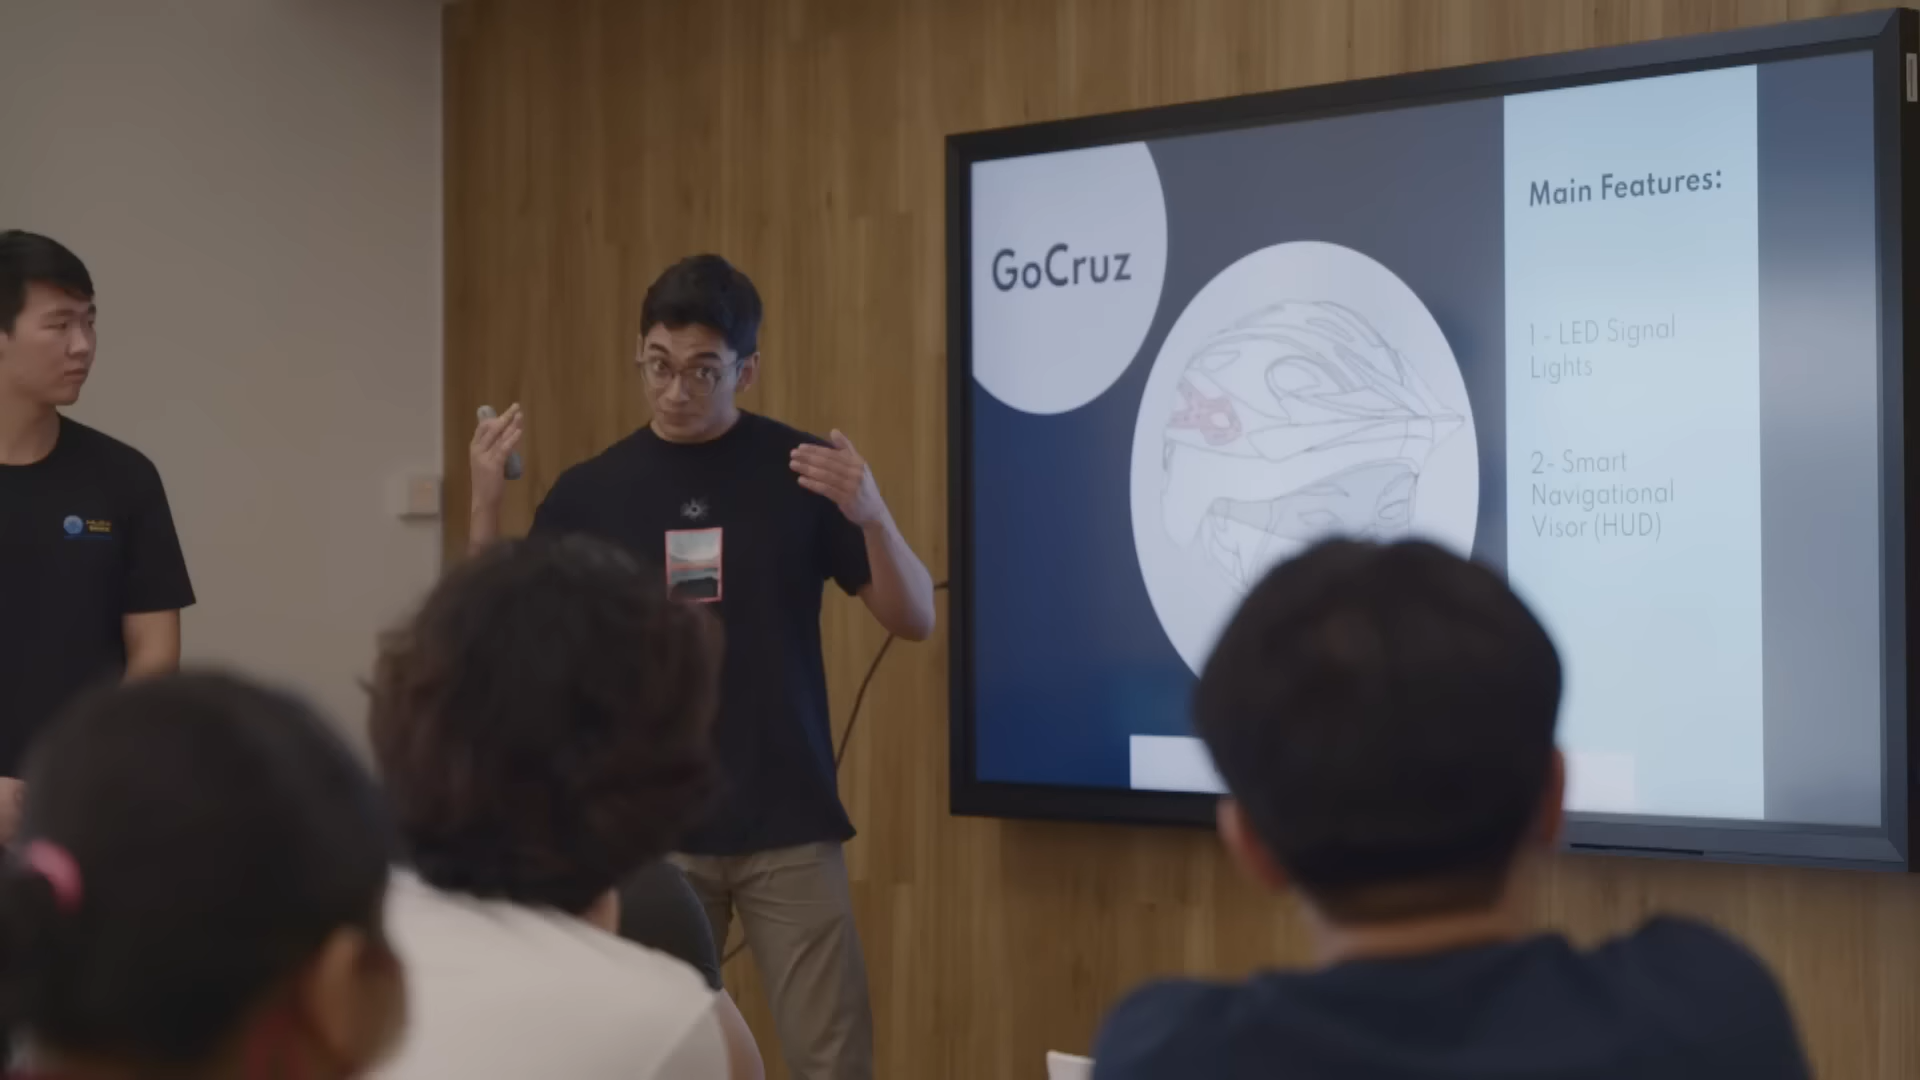 GoCruz
Main Features:
1 - LED Signal
Lights
2- Smart
Navigational
Visor (HUD)